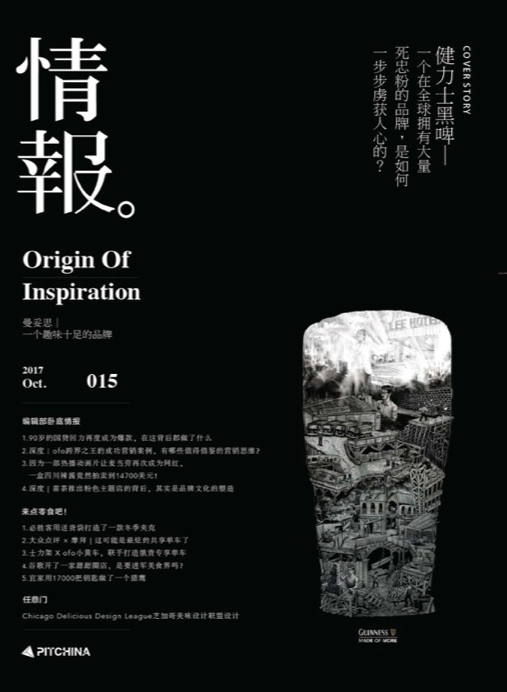 情
報。
COVER STORY
健力士黑啤——
一个在全球拥有大量
死忠粉的品牌，是如何
一步步虏获人心的？
Origin Of
Inspiration
曼妥思 |
一个趣味十足的品牌
2017
Oct.
015
编辑部卧底情报
1.90岁的国货回力再度成为爆款，在这背后都做了什么
2.深度 | ofo跨界之王的成功营销案例，有哪些值得借鉴的营销思维？
3.因为一部热播动画片让麦当劳再次成为网红，
一盒四川辣酱竟然拍卖到14700美元！
4.深度 | 喜茶推出粉色主题店的背后，其实是品牌文化的塑造
来点零食吧！
1.必胜客用送货袋打造了一款冬季夹克
2.大众点评 × 摩拜 | 这可能是最炫的共享单车了
3.士力架 X ofo小黄车，联手打造饿货专享单车
4.谷歌开了一家甜甜圈店，是要进军美食界吗？
5.宜家用17000把钥匙做了一个猎鹰
任意门
Chicago Delicious Design League芝加哥美味设计联盟设计
PITCHINA
LEE HOTEL
GUINNESS
MADE OF MORE